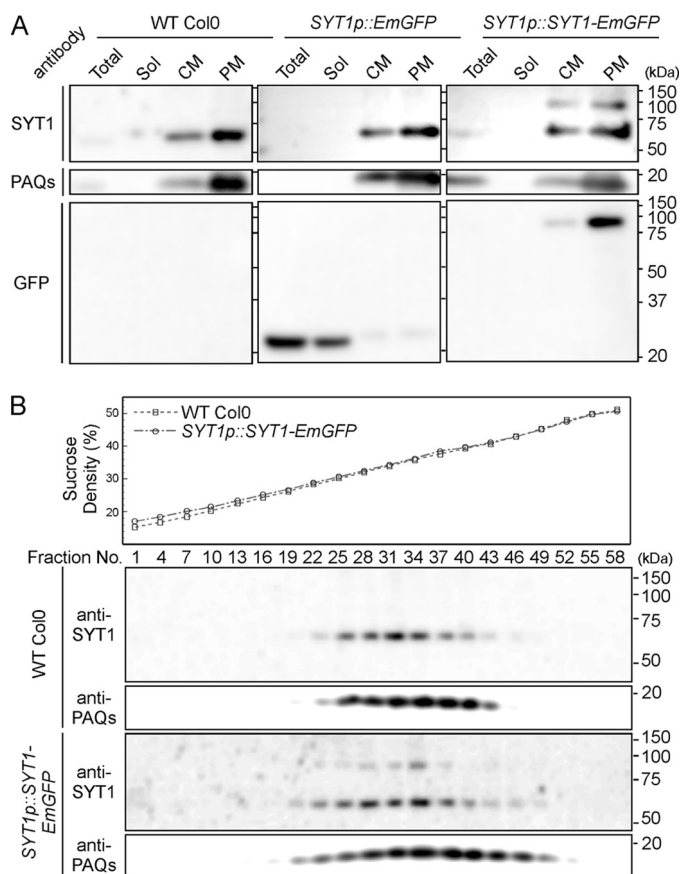 A
WT Col0 SYT1p::EmGFP SYT1p::SYT1-EmGFP
antibody Total Sol CM PM Total Sol CM PM Total Sol CM PM (kDa)
SYT1
150
100
75
50
PAQs
20
GFP
150
100
75
50
37
20
B
WT Col0
SYT1p::SYT1-EmGFP
Sucrose
Density (%)
50
40
30
20
Fraction No. 1 4 7 10 13 16 19 22 25 28 31 34 37 40 43 46 49 52 55 58 (kDa)
WT Col0
anti-
SYT1
150
100
75
50
anti-
PAQs
20
SYT1p::SYT1-
EmGFP
anti-
SYT1
150
100
75
50
anti-
PAQs
20